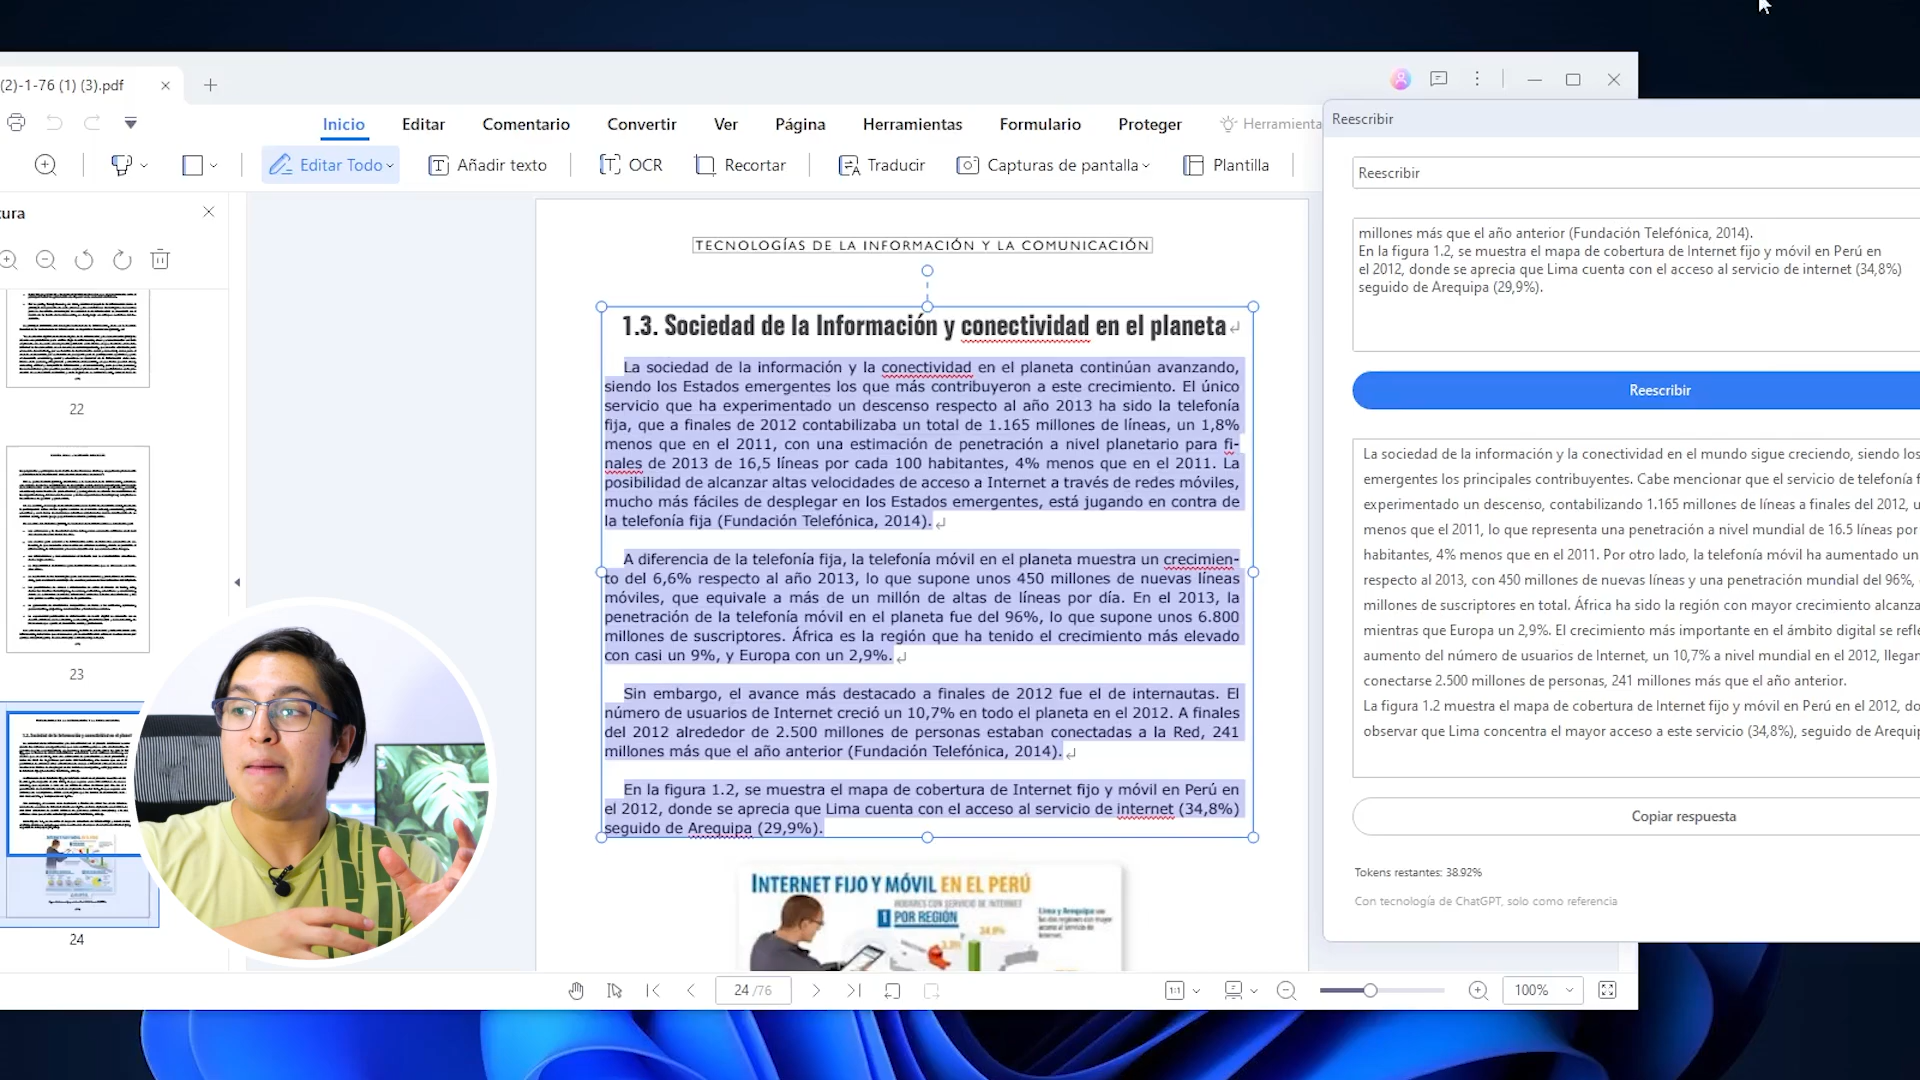 (2)-1-76 (1) (3).pdf
Inicio Editar Comentario Convertir Ver Página Herramientas Formulario Proteger Herramienta
Editar Todo Añadir texto OCR Recortar Traducir Capturas de pantalla Plantilla
tura
22
23
24
TECNOLOGÍAS DE LA INFORMACIÓN Y LA COMUNICACIÓN
1.3. Sociedad de la Información y conectividad en el planeta
La sociedad de la información y la conectividad en el planeta continúan avanzando,
siendo los Estados emergentes los que más contribuyeron a este crecimiento. El único
servicio que ha experimentado un descenso respecto al año 2013 ha sido la telefonía
fija, que a finales de 2012 contabilizaba un total de 1.165 millones de líneas, un 1,8%
menos que en el 2011, con una estimación de penetración a nivel planetario para fi-
nales de 2013 de 16,5 líneas por cada 100 habitantes, 4% menos que en el 2011. La
posibilidad de alcanzar altas velocidades de acceso a Internet a través de redes móviles,
mucho más fáciles de desplegar en los Estados emergentes, está jugando en contra de
la telefonía fija (Fundación Telefónica, 2014).
A diferencia de la telefonía fija, la telefonía móvil en el planeta muestra un crecimien-
to del 6,6% respecto al año 2013, lo que supone unos 450 millones de nuevas líneas
móviles, que equivale a más de un millón de altas de líneas por día. En el 2013, la
penetración de la telefonía móvil en el planeta fue del 96%, lo que supone unos 6.800
millones de suscriptores. África es la región que ha tenido el crecimiento más elevado
con casi un 9%, y Europa con un 2,9%.
Sin embargo, el avance más destacado a finales de 2012 fue el de internautas. El
número de usuarios de Internet creció un 10,7% en todo el planeta en el 2012. A finales
del 2012 alrededor de 2.500 millones de personas estaban conectadas a la Red, 241
millones más que el año anterior (Fundación Telefónica, 2014).
En la figura 1.2, se muestra el mapa de cobertura de Internet fijo y móvil en Perú en
el 2012, donde se aprecia que Lima cuenta con el acceso al servicio de internet (34,8%)
seguido de Arequipa (29,9%).
INTERNET FIJO Y MÓVIL EN EL PERÚ
HOGARES CON SERVICIO DE INTERNET
1 POR REGIÓN
24/76
1:1
100%
Reescribir
Reescribir
millones más que el año anterior (Fundación Telefónica, 2014).
En la figura 1.2, se muestra el mapa de cobertura de Internet fijo y móvil en Perú en
el 2012, donde se aprecia que Lima cuenta con el acceso al servicio de internet (34,8%)
seguido de Arequipa (29,9%).
Reescribir
La sociedad de la información y la conectividad en el mundo sigue creciendo, siendo los
emergentes los principales contribuyentes. Cabe mencionar que el servicio de telefonía f
experimentado un descenso, contabilizando 1.165 millones de líneas a finales del 2012, u
menos que el 2011, lo que representa una penetración a nivel mundial de 16.5 líneas por
habitantes, 4% menos que en el 2011. Por otro lado, la telefonía móvil ha aumentado un
respecto al 2013, con 450 millones de nuevas líneas y una penetración mundial del 96%,
millones de suscriptores en total. África ha sido la región con mayor crecimiento alcanza
mientras que Europa un 2,9%. El crecimiento más importante en el ámbito digital se refle
aumento del número de usuarios de Internet, un 10,7% a nivel mundial en el 2012, llegan
conectarse 2.500 millones de personas, 241 millones más que el año anterior.
La figura 1.2 muestra el mapa de cobertura de Internet fijo y móvil en Perú en el 2012, do
observar que Lima concentra el mayor acceso a este servicio (34,8%), seguido de Arequip
Copiar respuesta
Tokens restantes: 38.92%
Con tecnología de ChatGPT, solo como referencia